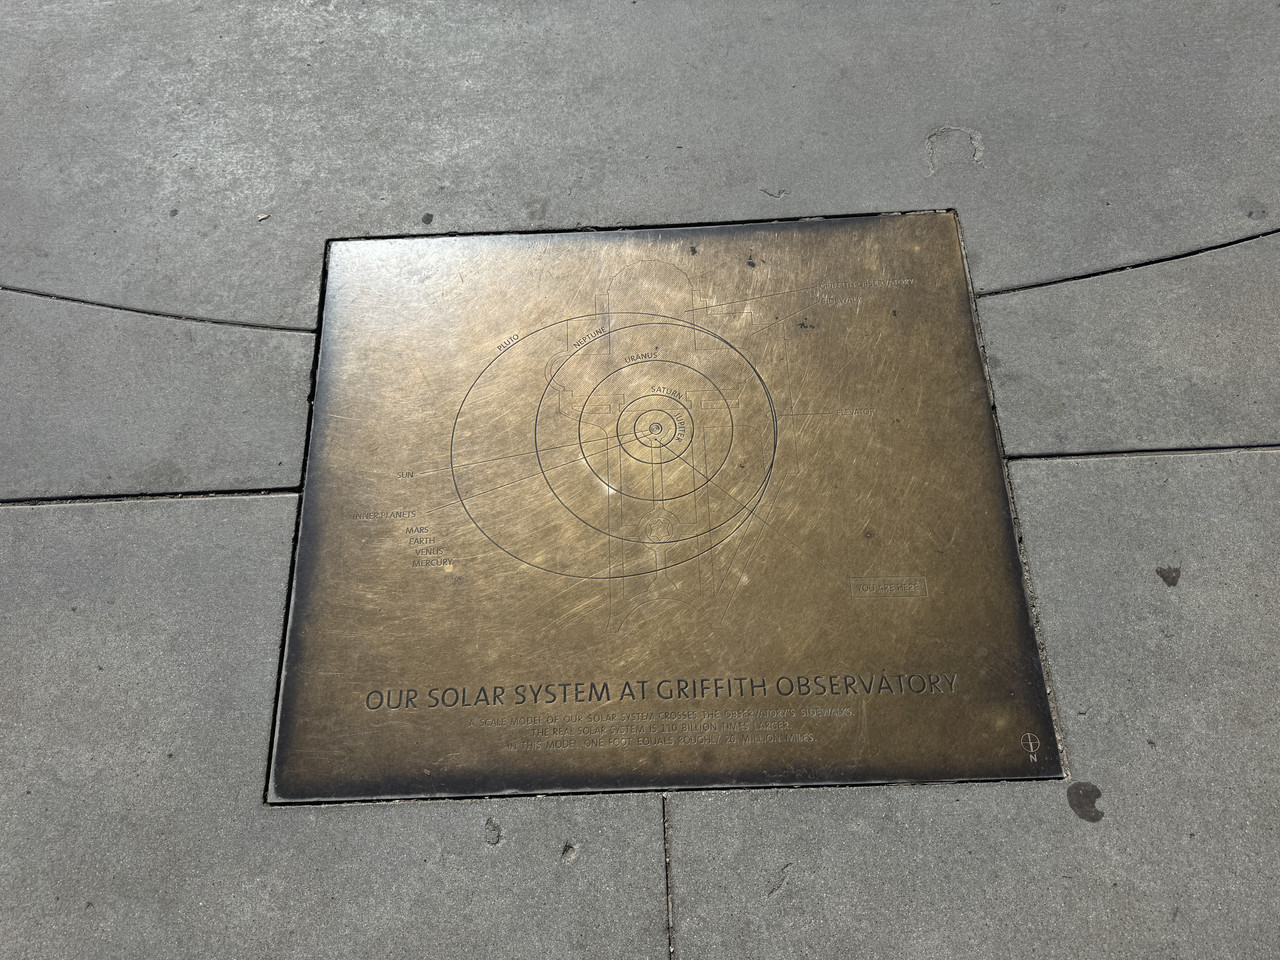 GRIFFITH OBSERVATORY
SIDEWALK
PLUTO
NEPTUNE
URANUS
SATURN
JUPITER
ELEVATOR
SUN
INNER PLANETS
MARS
EARTH
VENUS
MERCURY
YOU ARE HERE
OUR SOLAR SYSTEM AT GRIFFITH OBSERVATORY
A SCALE MODEL OF OUR SOLAR SYSTEM CROSSES THE OBSERVATORY'S SIDEWALKS.
THE REAL SOLAR SYSTEM IS 110 BILLION TIMES LARGER.
IN THIS MODEL, ONE FOOT EQUALS ROUGHLY 20 MILLION MILES.
N